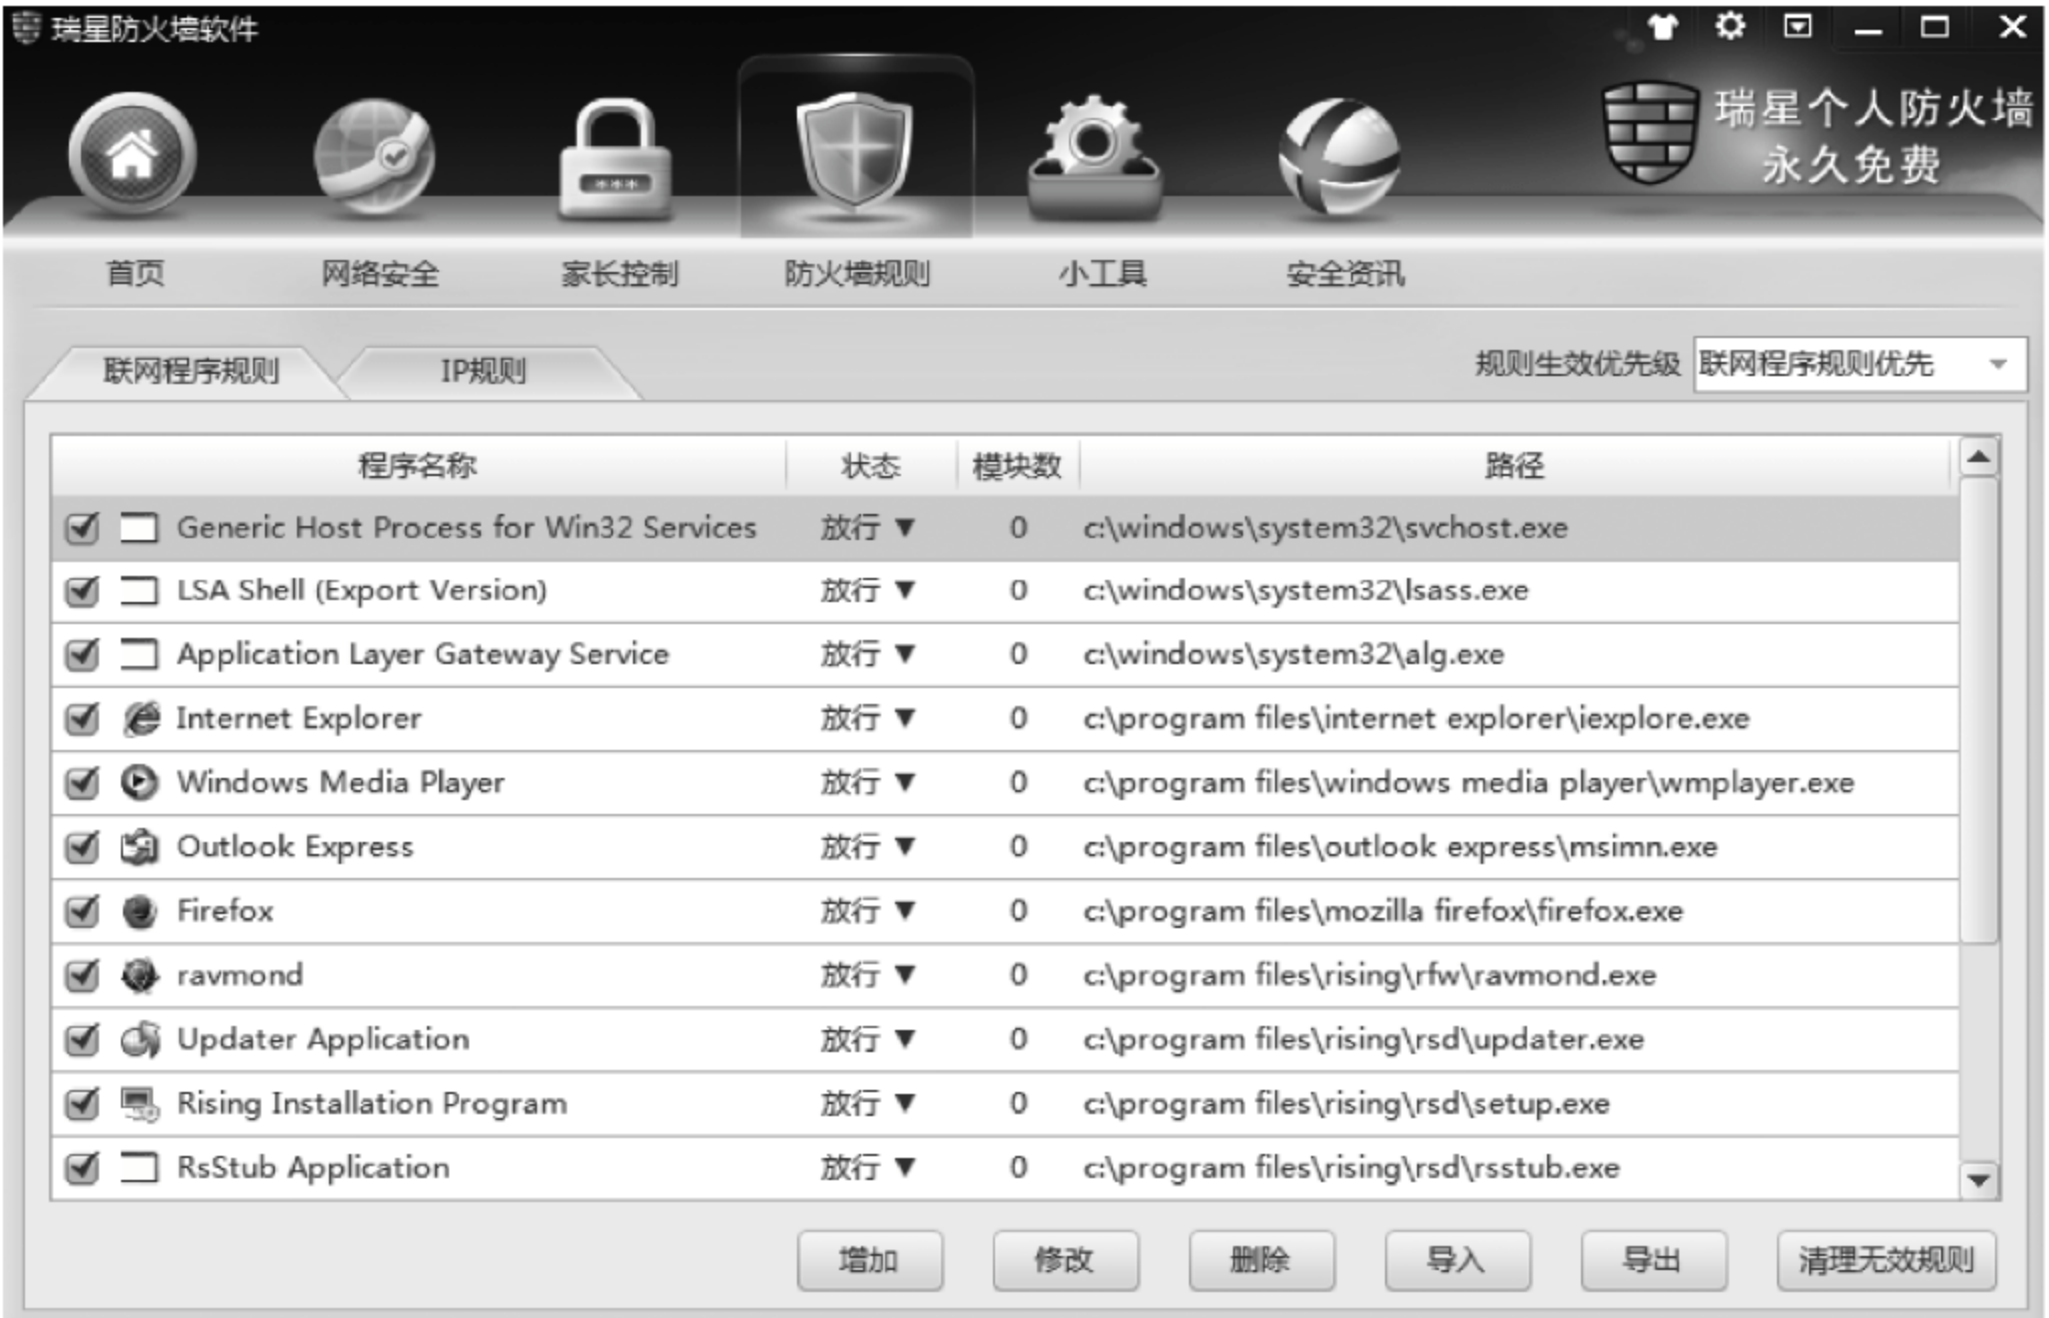 瑞星防火墙软件
瑞星个人防火墙
永久免费
***
首页 网络安全 家长控制 防火墙规则 小工具 安全资讯
联网程序规则 IP规则 规则生效优先级 联网程序规则优先
程序名称 状态 模块数 路径
Generic Host Process for Win32 Services 放行 ▼ 0 c:\windows\system32\svchost.exe
LSA Shell (Export Version) 放行 ▼ 0 c:\windows\system32\lsass.exe
Application Layer Gateway Service 放行 ▼ 0 c:\windows\system32\alg.exe
Internet Explorer 放行 ▼ 0 c:\program files\internet explorer\iexplore.exe
Windows Media Player 放行 ▼ 0 c:\program files\windows media player\wmplayer.exe
Outlook Express 放行 ▼ 0 c:\program files\outlook express\msimn.exe
Firefox 放行 ▼ 0 c:\program files\mozilla firefox\firefox.exe
ravmond 放行 ▼ 0 c:\program files\rising\rfw\ravmond.exe
Updater Application 放行 ▼ 0 c:\program files\rising\rsd\updater.exe
Rising Installation Program 放行 ▼ 0 c:\program files\rising\rsd\setup.exe
RsStub Application 放行 ▼ 0 c:\program files\rising\rsd\rsstub.exe
增加 修改 删除 导入 导出 清理无效规则